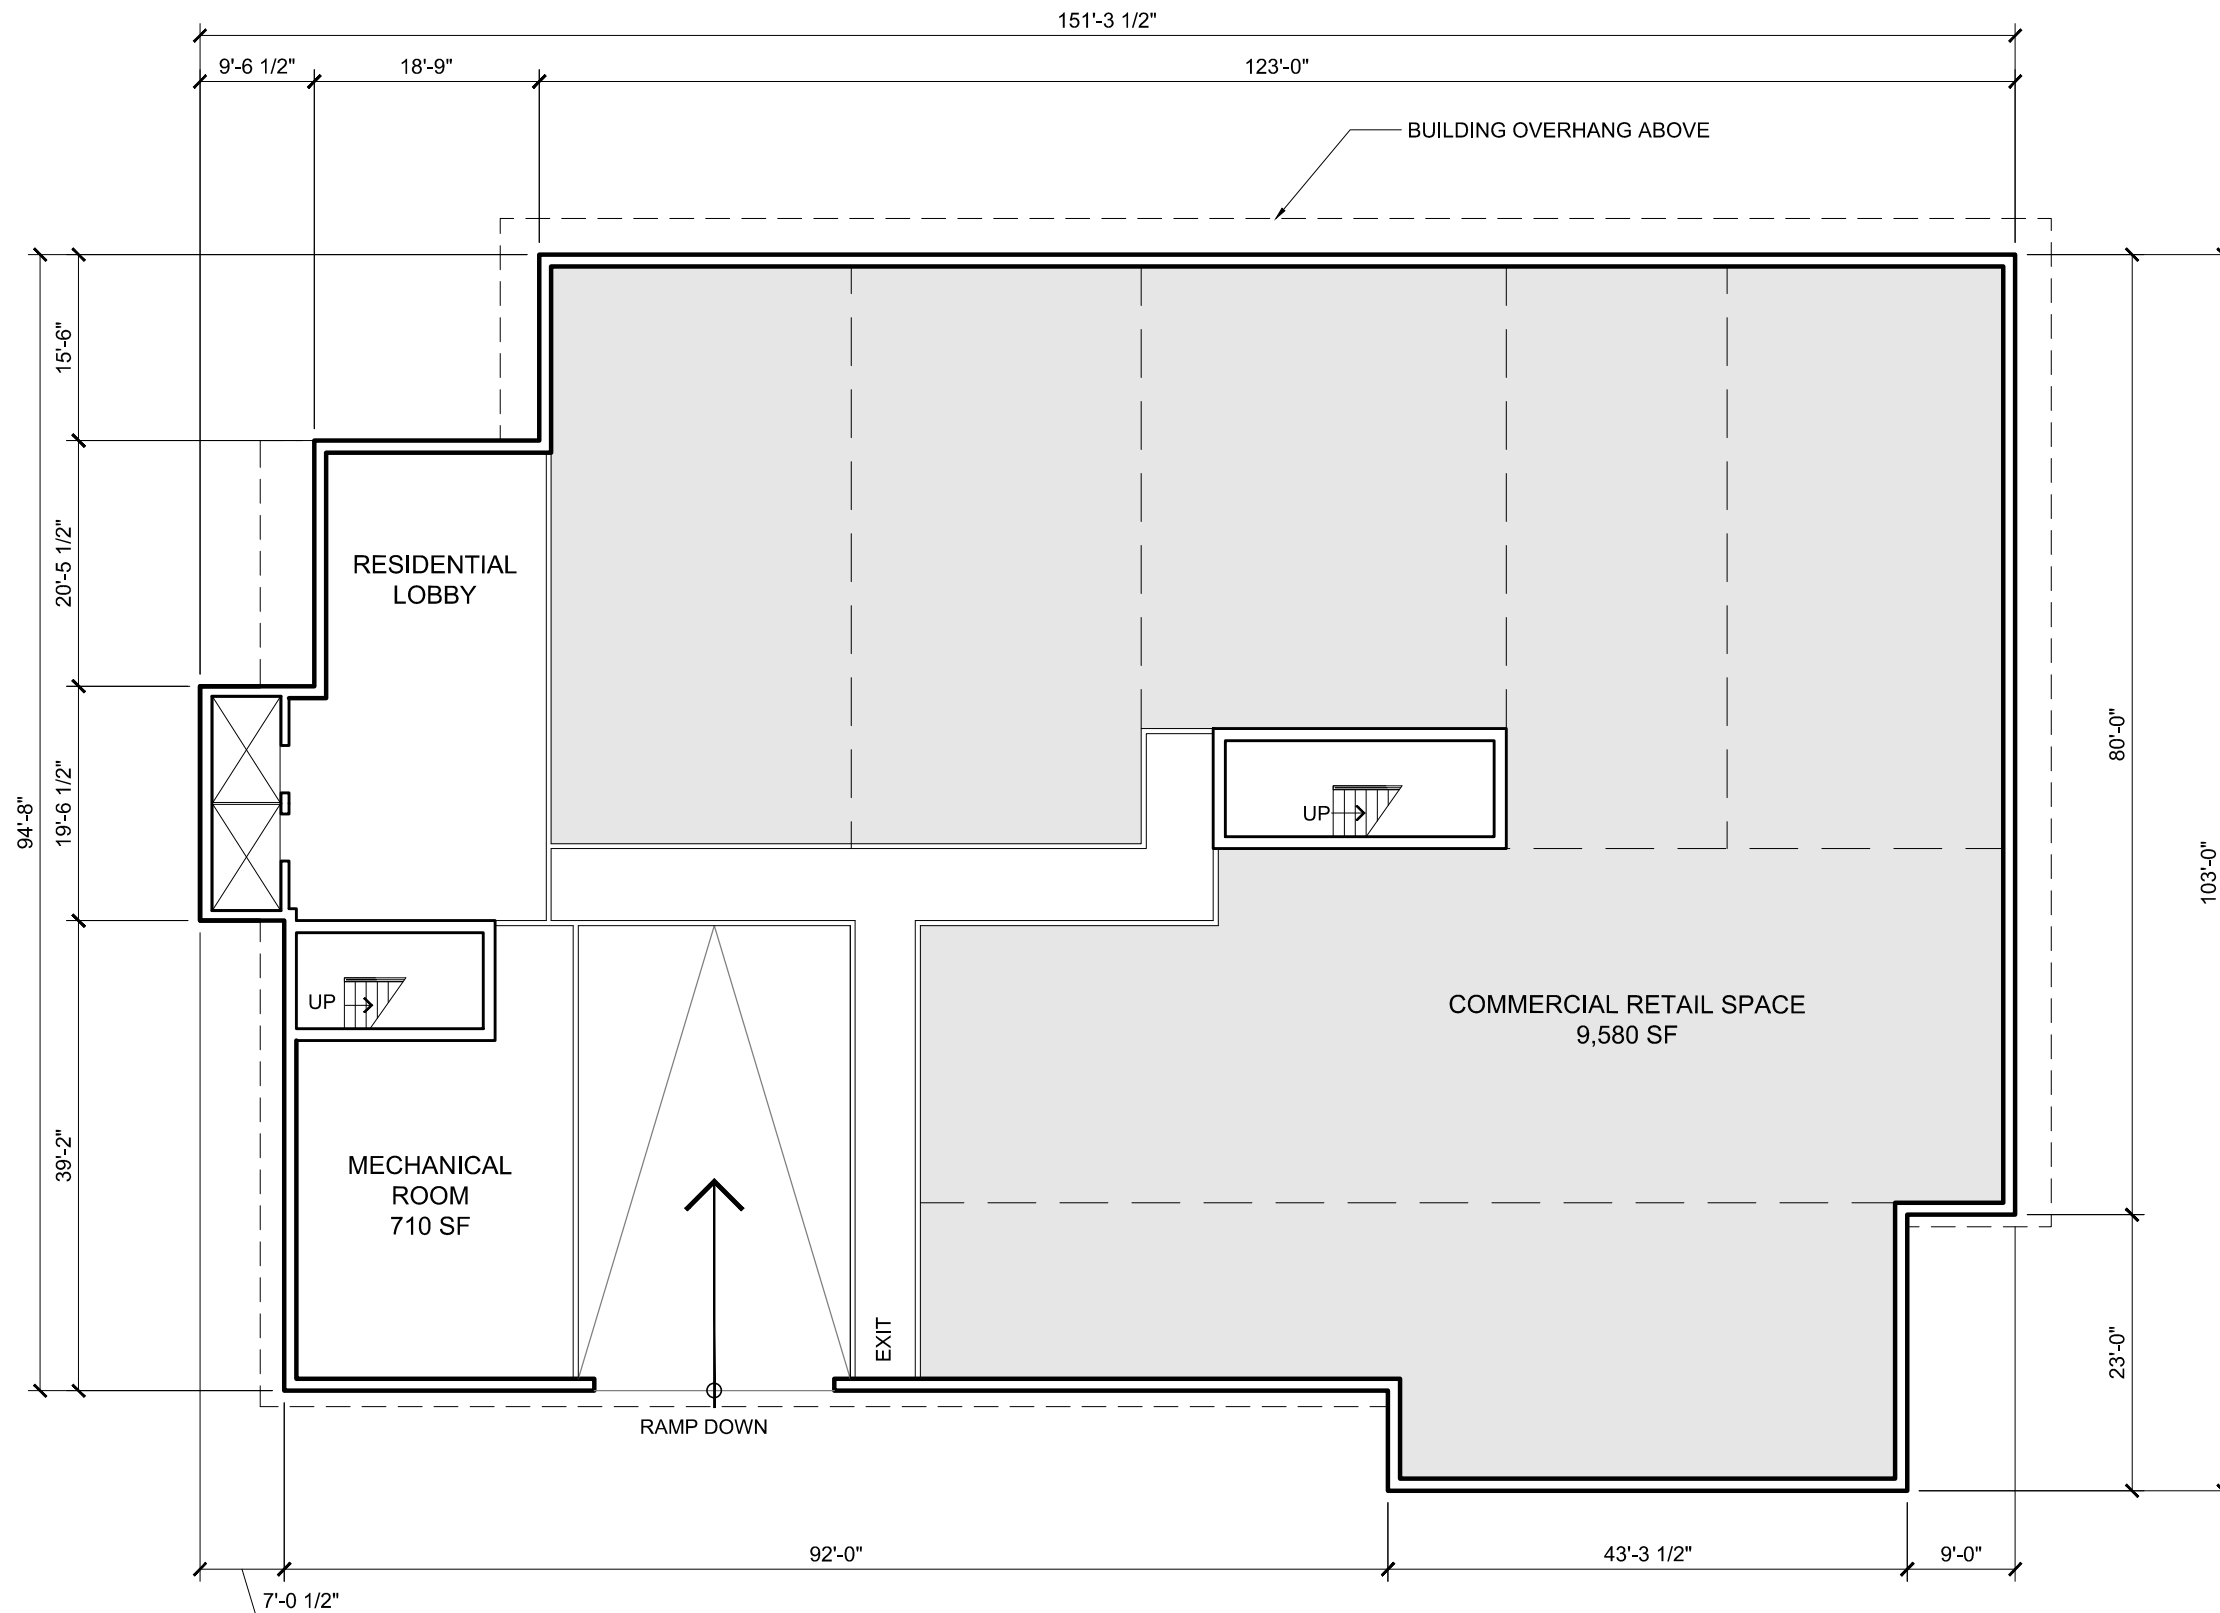 151'-3 1/2"
9'-6 1/2"
18'-9"
123'-0"
BUILDING OVERHANG ABOVE
15'-6"
20'-5 1/2"
RESIDENTIAL
LOBBY
19'-6 1/2"
94'-8"
80'-0"
103'-0"
UP
UP
COMMERCIAL RETAIL SPACE
9,580 SF
39'-2"
MECHANICAL
ROOM
710 SF
EXIT
23'-0"
RAMP DOWN
92'-0"
43'-3 1/2"
9'-0"
7'-0 1/2"